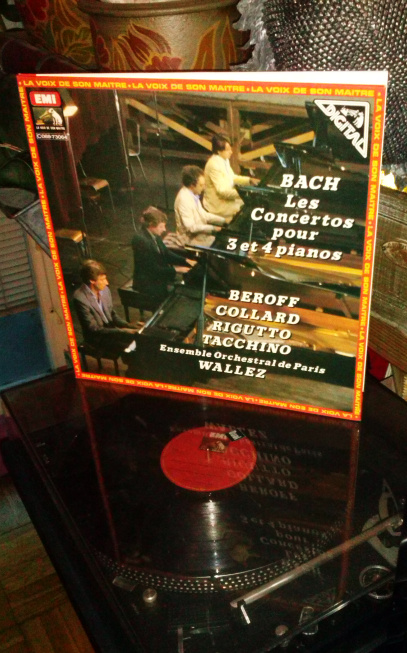 LA VOIX DE SON MAITRE • LA VOIX DE SON MAITRE • LA VOIX DE SON MAITRE
EMI
DIGITAL
BACH
Les
Concertos
pour
3 et 4 pianos
BEROFF
COLLARD
RIGUTTO
TACCHINO
Ensemble Orchestral de Paris
WALLEZ